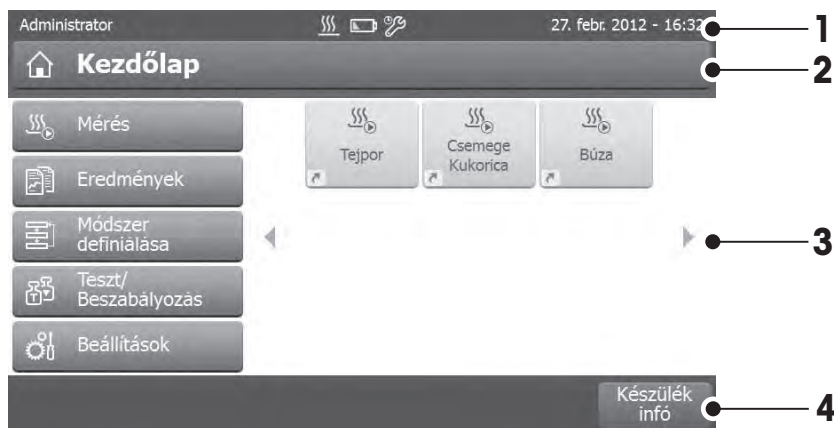 Administrator
27. febr. 2012 - 16:32
1
Kezdőlap
2
Mérés
Eredmények
Módszer
definiálása
Teszt/
Beszabályozás
Beállítások
Tejpor
Csemege
Kukorica
Búza
3
Készülék
infó
4